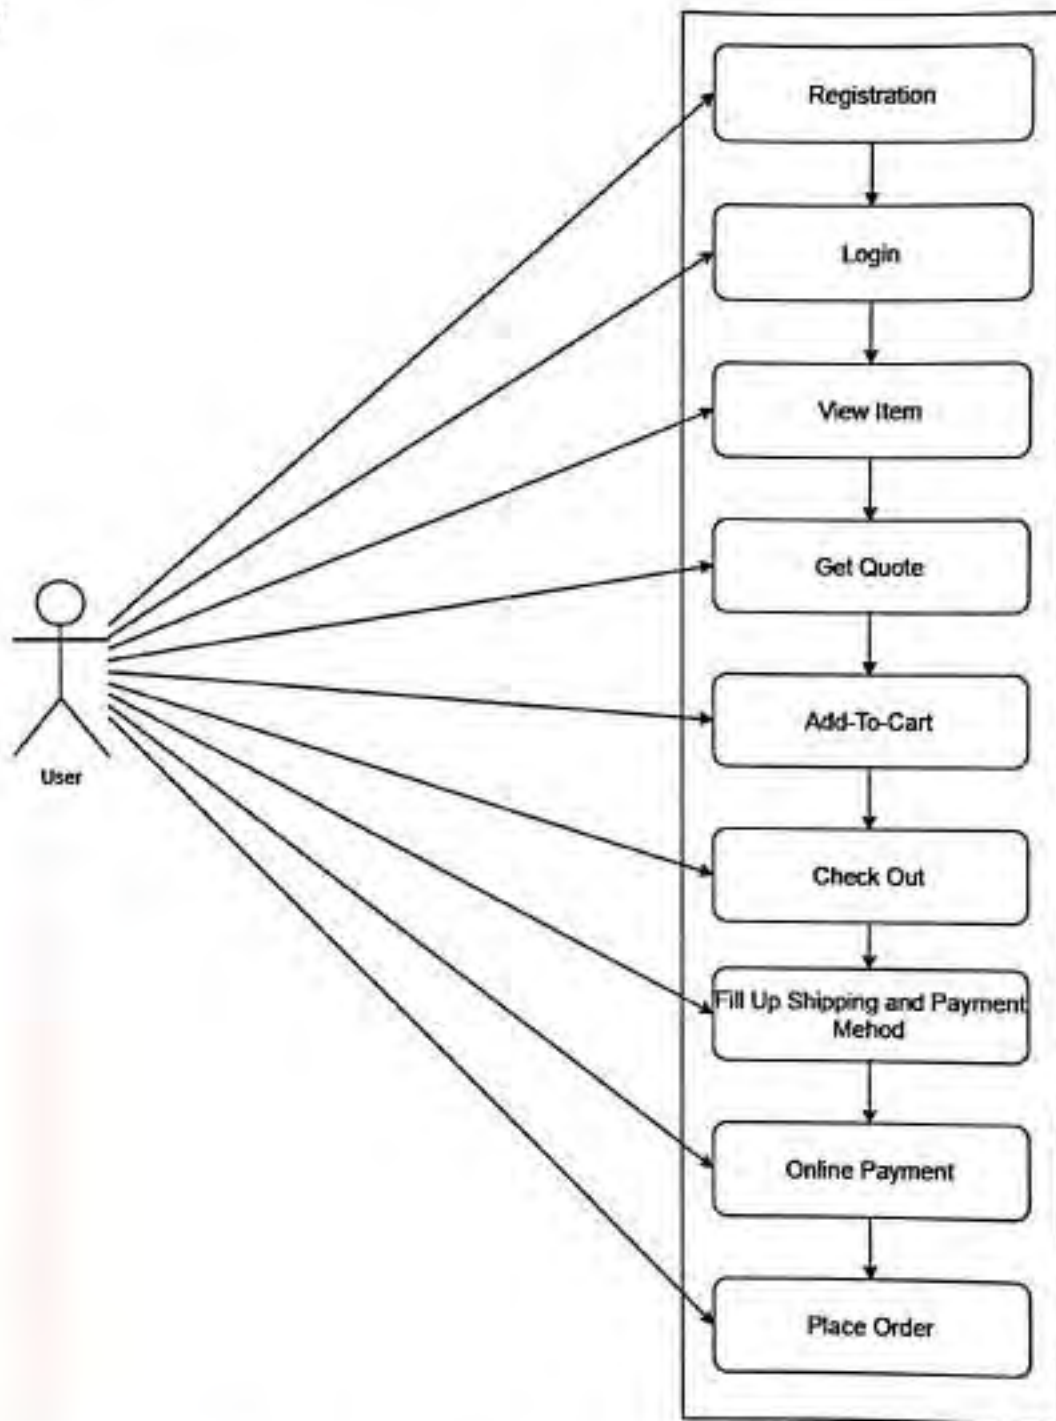 Registration
Login
View Item
Get Quote
Add-To-Cart
Check Out
Fill Up Shipping and Payment
Mehod
Online Payment
Place Order
User